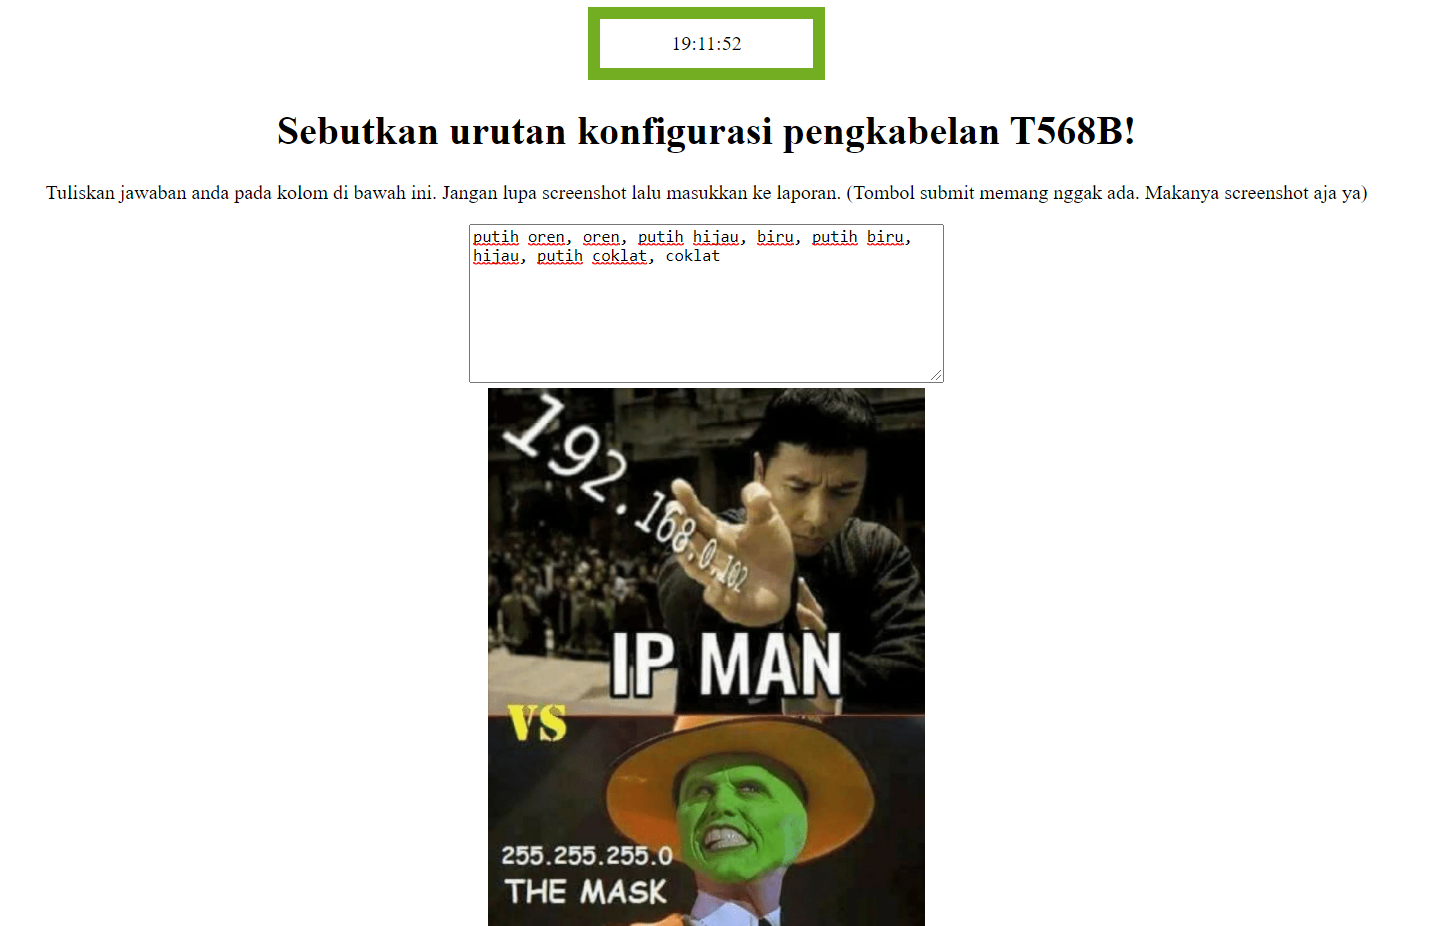 19:11:52
Sebutkan urutan konfigurasi pengkabelan T568B!
Tuliskan jawaban anda pada kolom di bawah ini. Jangan lupa screenshot lalu masukkan ke laporan. (Tombol submit memang nggak ada. Makanya screenshot aja ya)
putih oren, oren, putih hijau, biru, putih biru,
hijau, putih coklat, coklat
192.168.0.102
IP MAN
VS
255.255.255.0
THE MASK